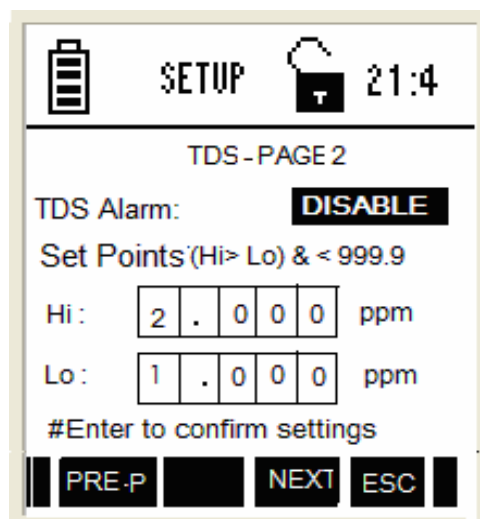 SETUP T 21:4
TDS-PAGE 2
TDS Alarm: DISABLE
Set Points (Hi> Lo) & < 999.9
Hi : 2 . 0 0 0 ppm
Lo : 1 . 0 0 0 ppm
#Enter to confirm settings
PRE-P NEXT ESC